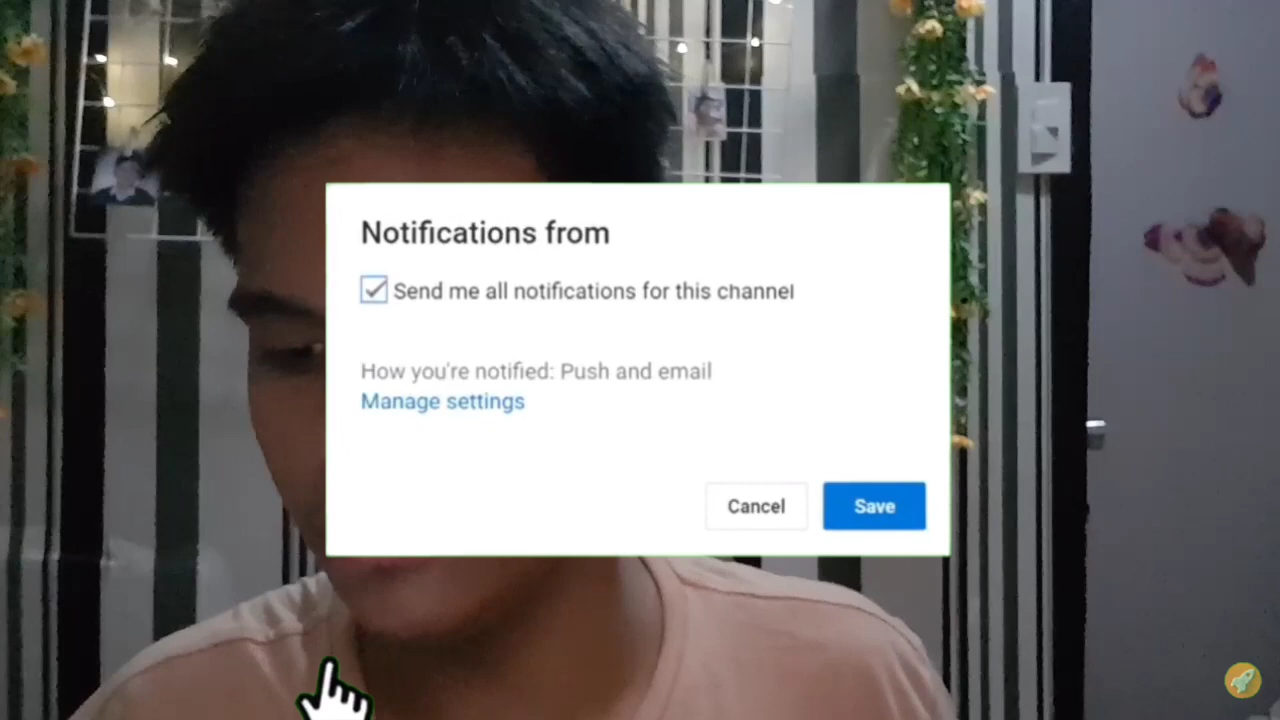 Notifications from
Send me all notifications for this channel
How you're notified: Push and email
Manage settings
Cancel
Save